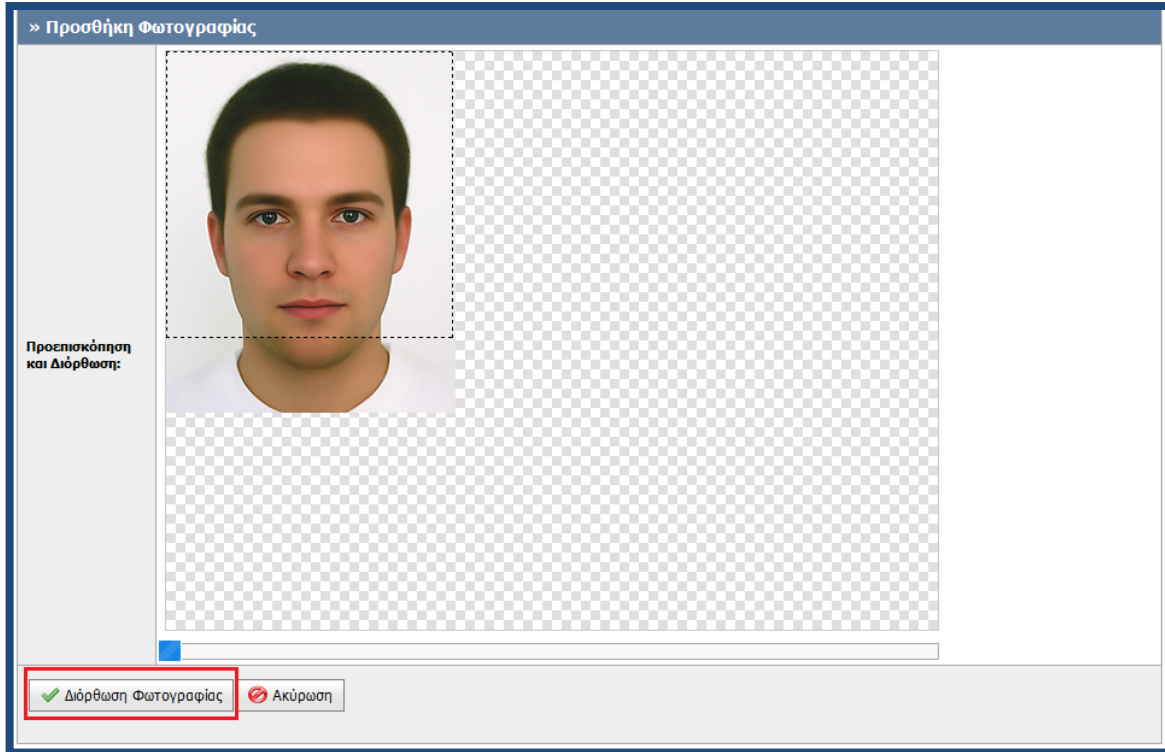 » Προσθήκη Φωτογραφίας
Προεπισκόπηση
και Διόρθωση:
Διόρθωση Φωτογραφίας
Ακύρωση